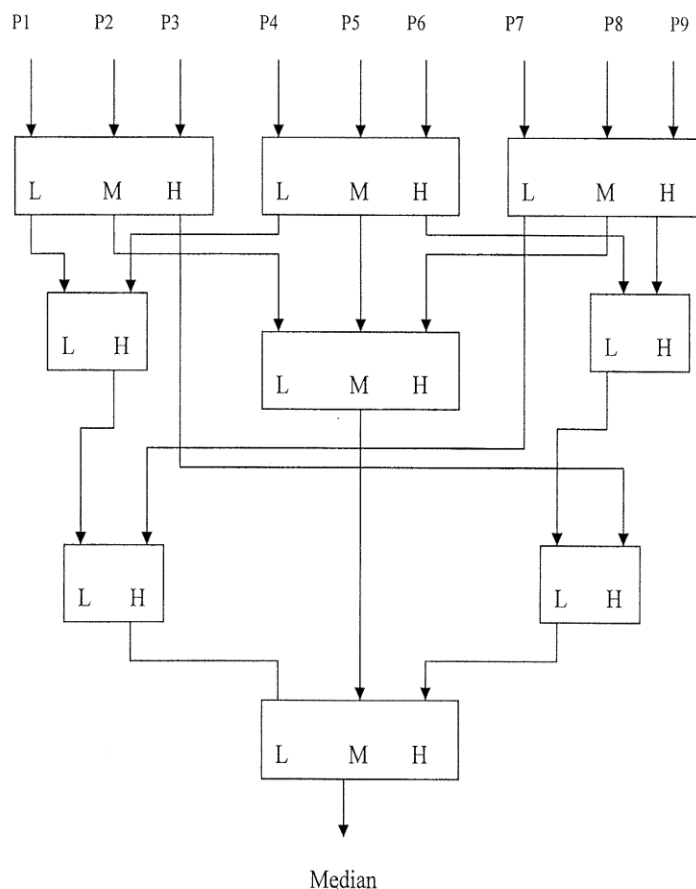 P1 P2 P3 P4 P5 P6 P7 P8 P9
L M H L M H L M H
L H L M H L H
L H L H
L M H
Median